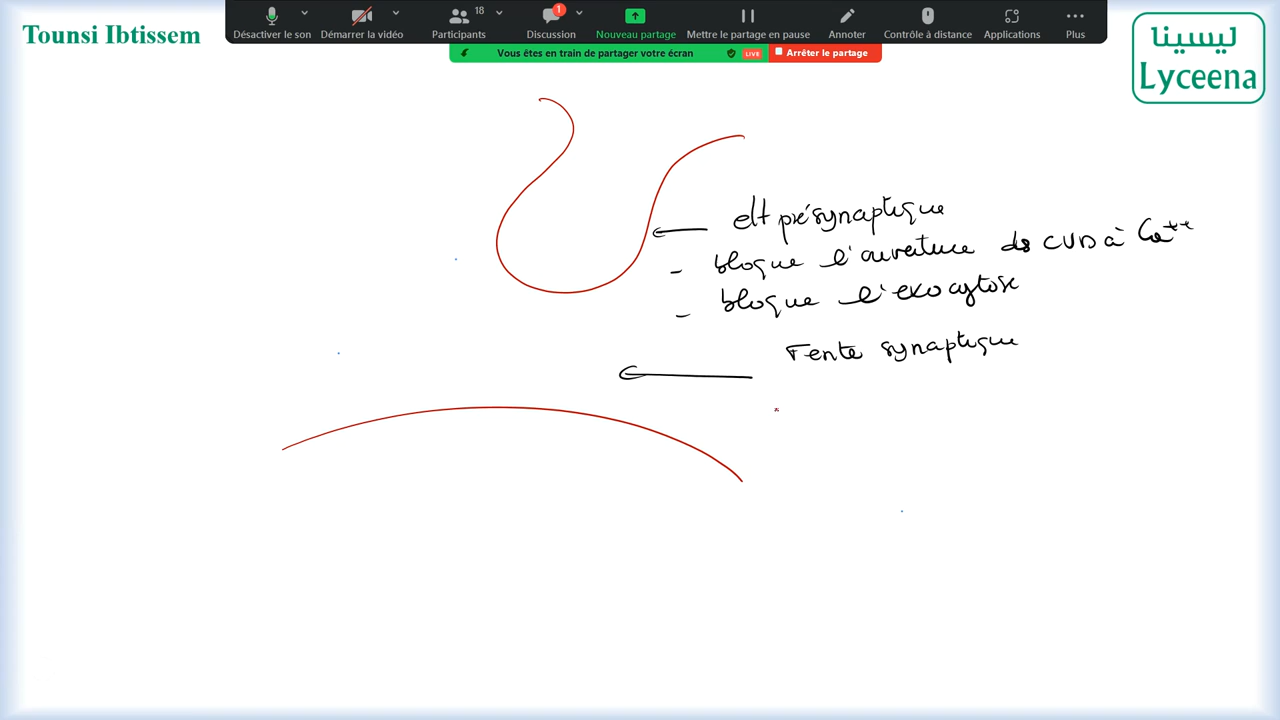 Tounsi Ibtissem
18
1
Désactiver le son
Démarrer la vidéo
Participants
Discussion
Nouveau partage
Mettre le partage en pause
Annoter
Contrôle à distance
Applications
Plus
Vous êtes en train de partager votre écran
LIVE
Arrêter le partage
ليسينا
Lyceena
elt présynaptique
- bloque l'ouverture des CVD à Ca++
- bloque l'exocytose
Fente synaptique